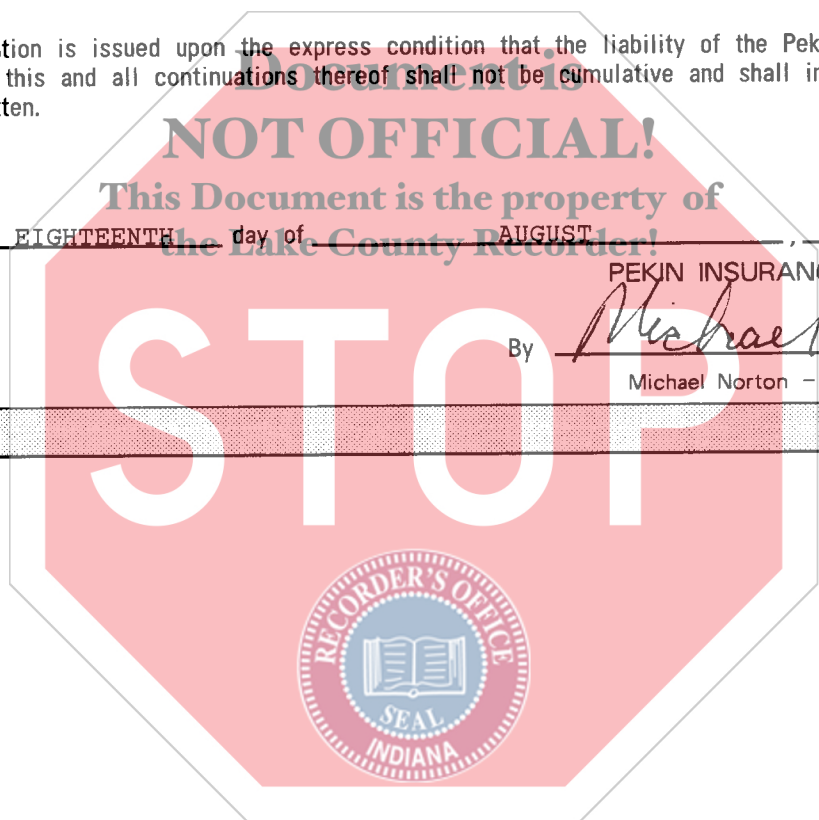 tion is issued upon the express condition that the liability of the Pek
this and all continuations thereof shall not be cumulative and shall in
ten.
Document is
NOT OFFICIAL!
This Document is the property of
the Lake County Recorder!
EIGHTEENTH day of AUGUST,
PEKIN INSURANC
By Michael
Michael Norton –
STOP
RECORDER'S OFFICE
SEAL
INDIANA